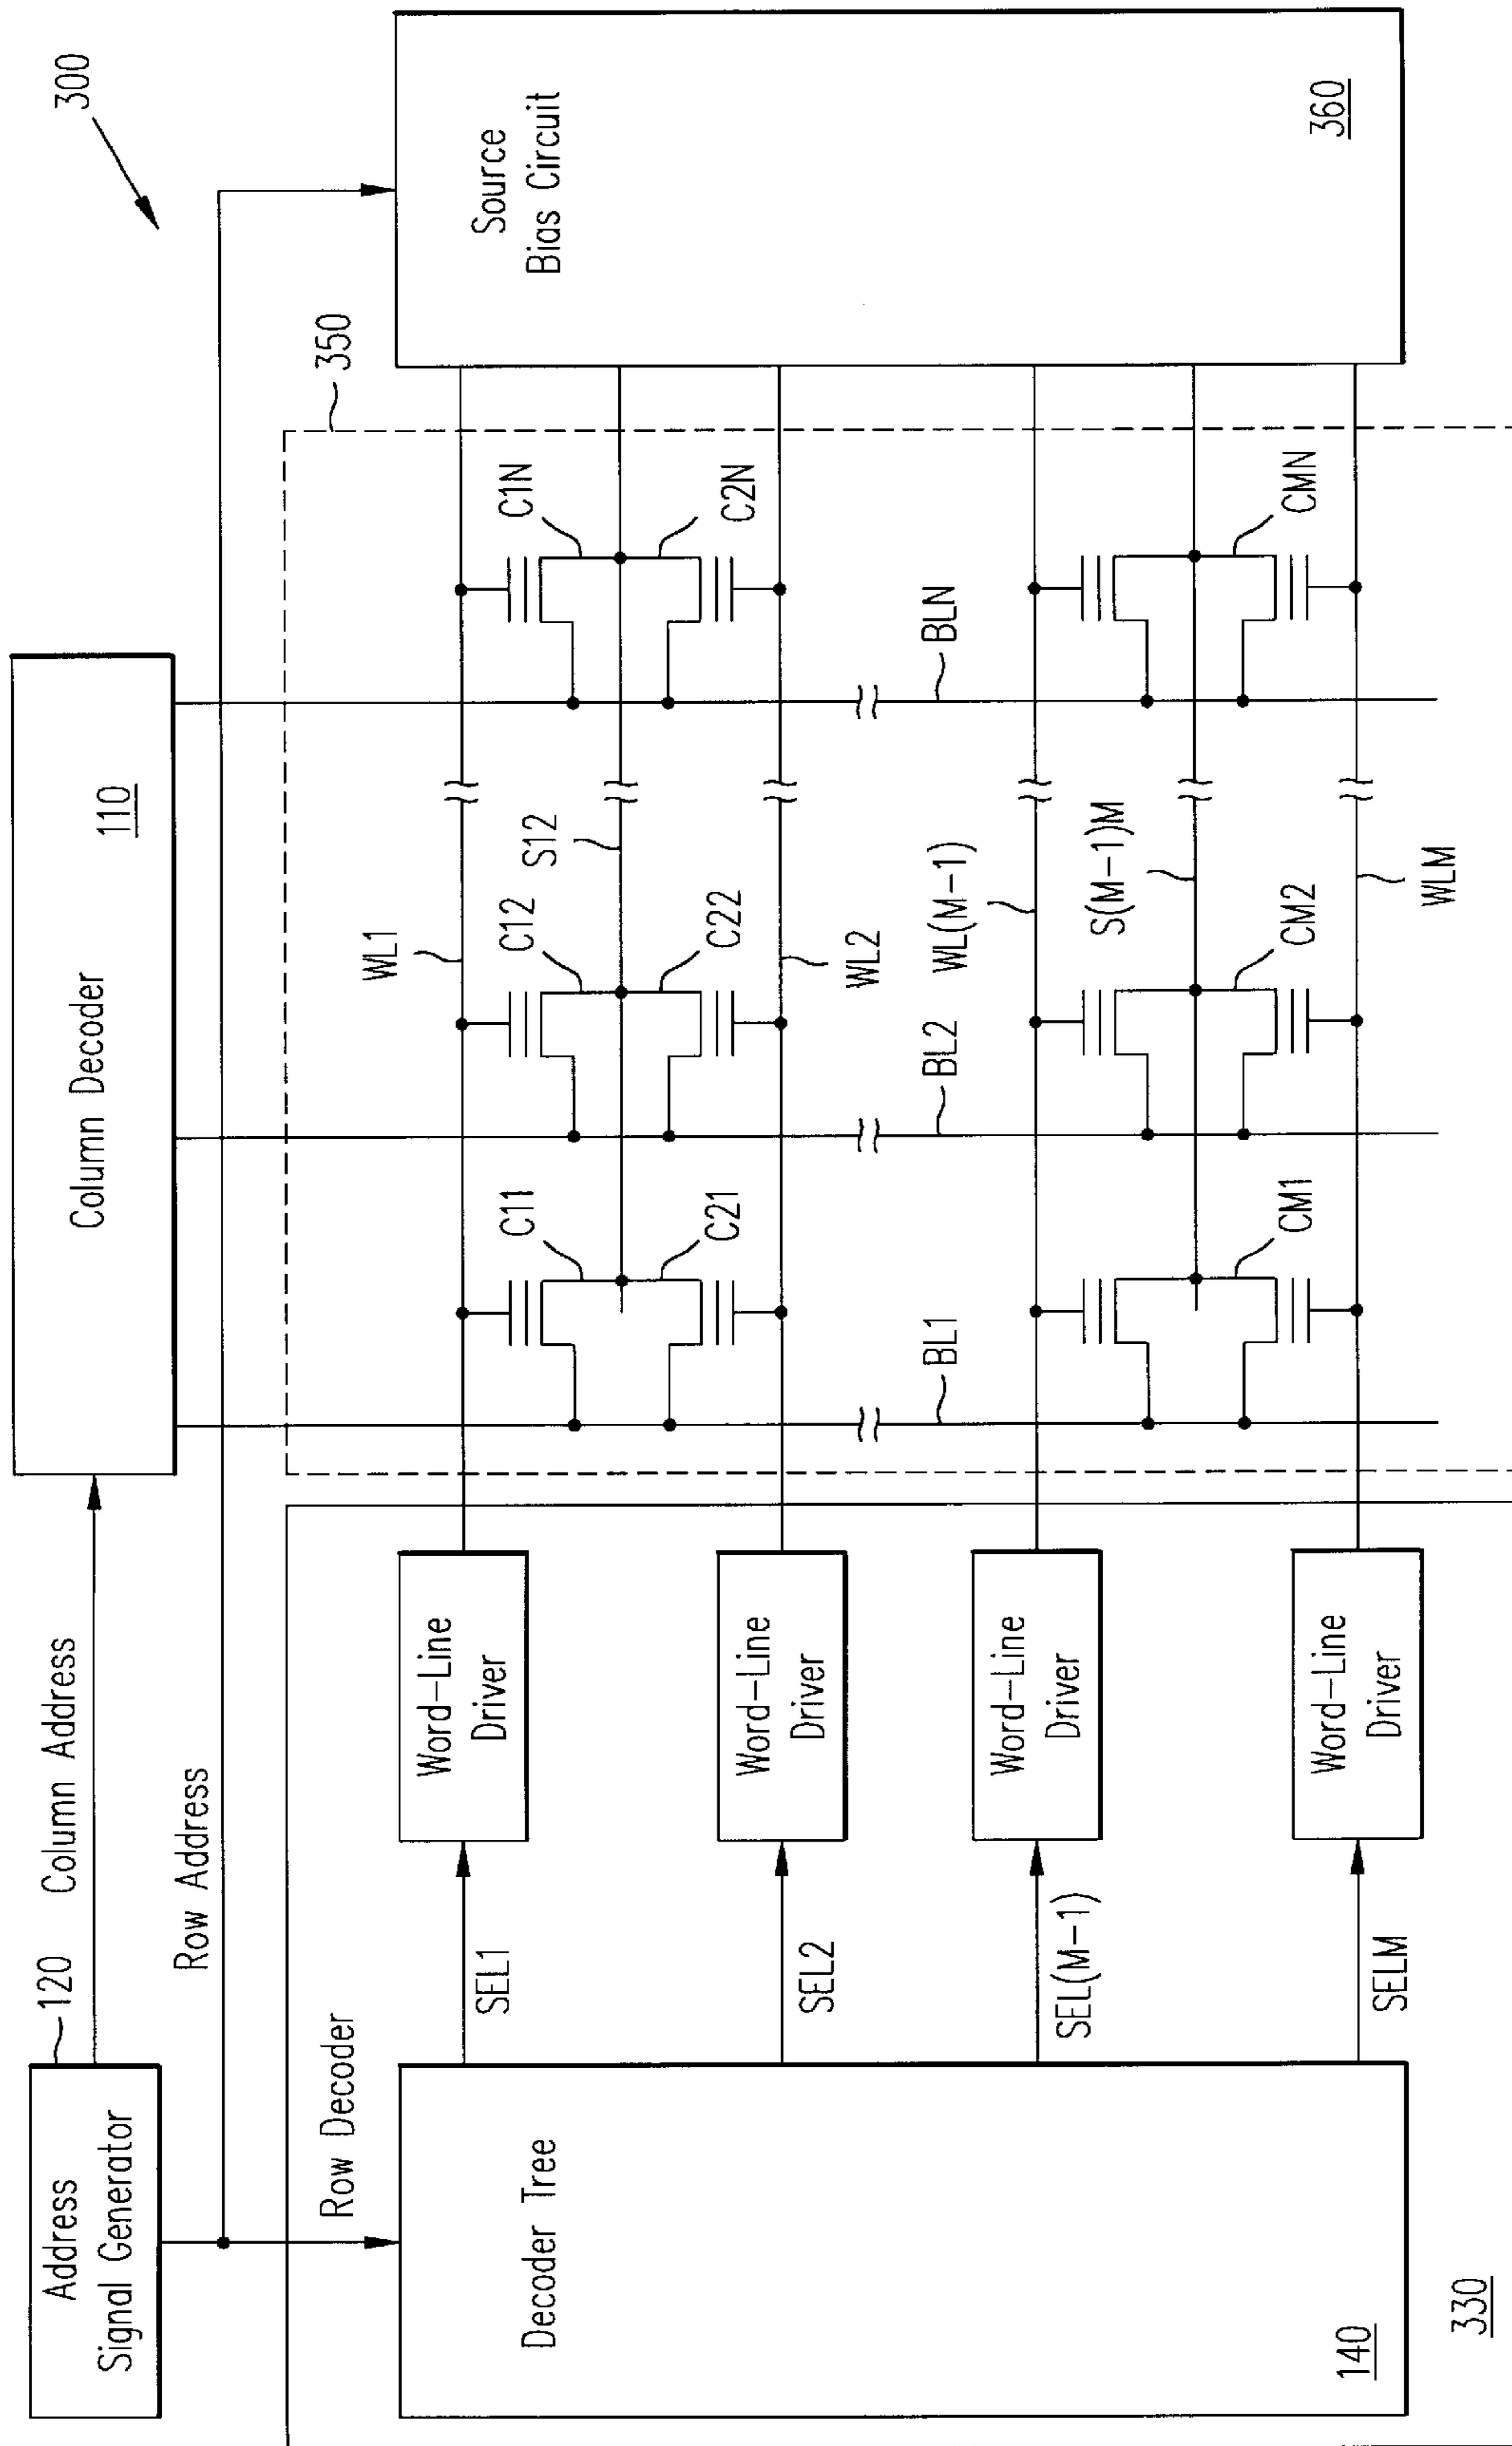 300
Address
Signal Generator
120
Column Address
Column Decoder
110
Row Address
Row Decoder
350
Source
Bias Circuit
360
Decoder Tree
140
330
SEL1
SEL2
SEL(M-1)
SELM
Word-Line
Driver
Word-Line
Driver
Word-Line
Driver
Word-Line
Driver
WL1
C11
C12
C1N
S12
C21
C22
C2N
WL2
BL1
BL2
BLN
WL(M-1)
S(M-1)M
CM1
CM2
CMN
WLM